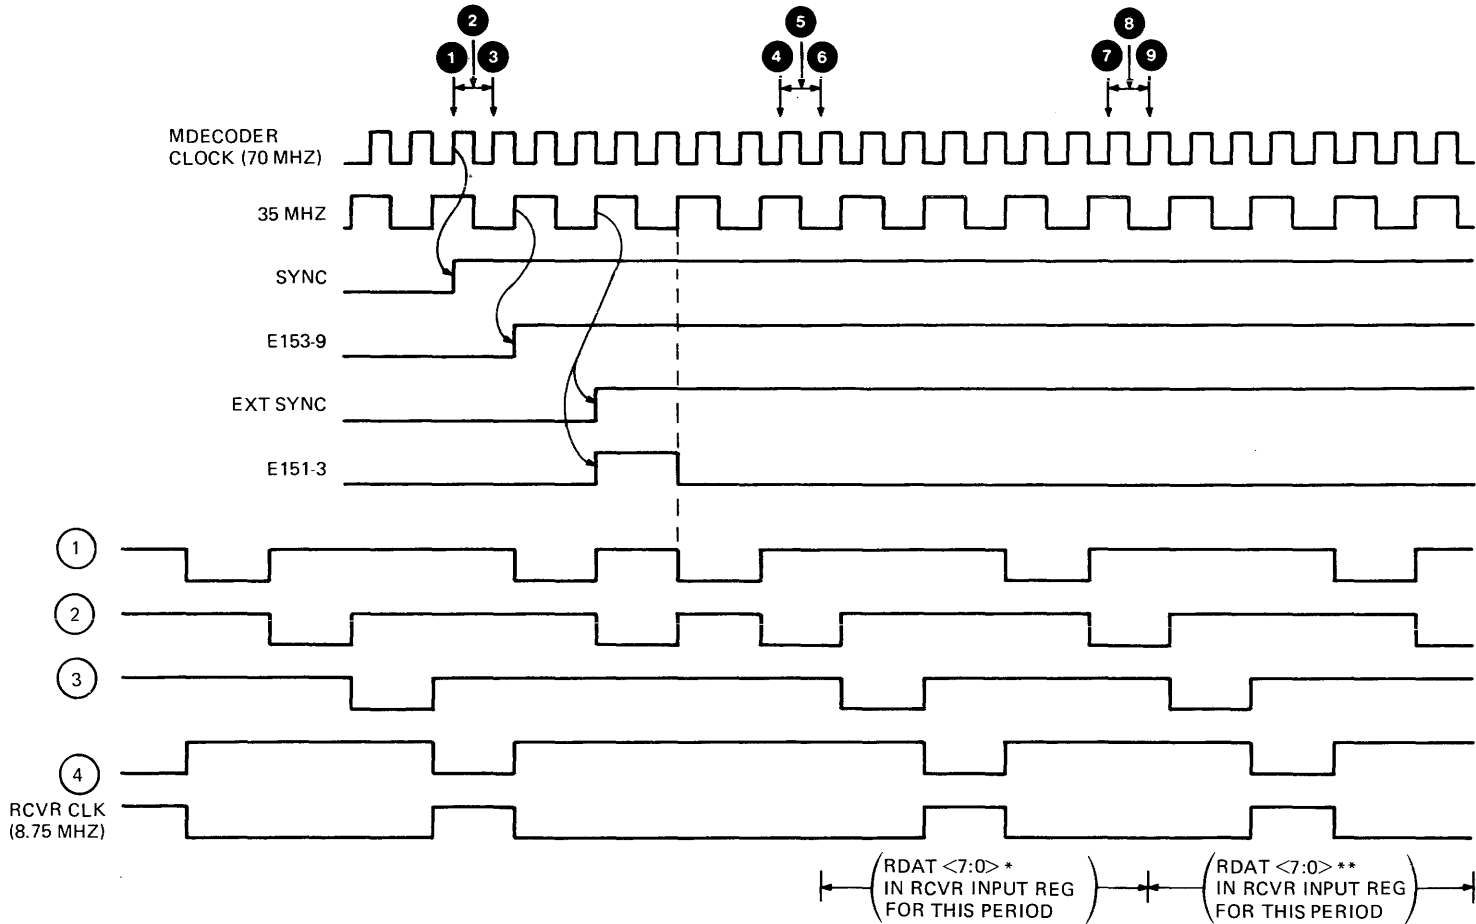 2
5
8
1
3
4
6
7
9
MDECODER
CLOCK (70 MHZ)
35 MHZ
SYNC
E153-9
EXT SYNC
E151-3
1
2
3
4
RCVR CLK
(8.75 MHZ)
RDAT <7:0> *
IN RCVR INPUT REG
FOR THIS PERIOD
RDAT <7:0> **
IN RCVR INPUT REG
FOR THIS PERIOD